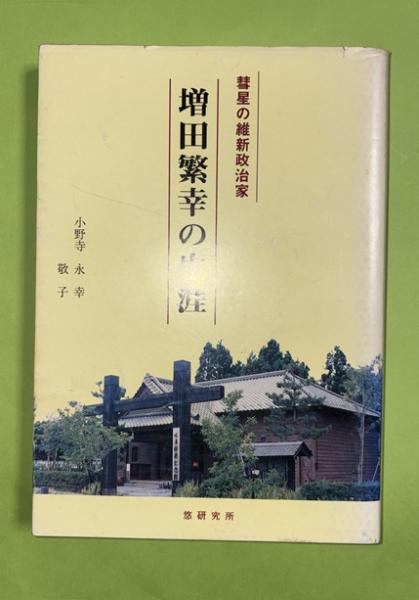 彗星の維新政治家
増田繁幸の生涯
小野寺 永幸
敬子
悠研究所